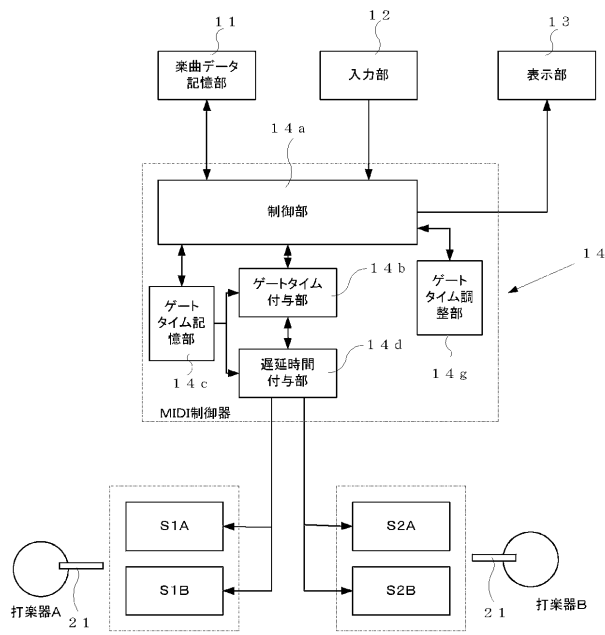 １１
１２
１３
楽曲データ
記憶部
入力部
表示部
１４ａ
制御部
１４
ゲートタイム
付与部
１４ｂ
ゲート
タイム記
憶部
ゲート
タイム調
整部
１４ｃ
遅延時間
付与部
１４ｄ
１４ｇ
MIDI制御器
S1A
S2A
S1B
S2B
打楽器A
２１
２１
打楽器B